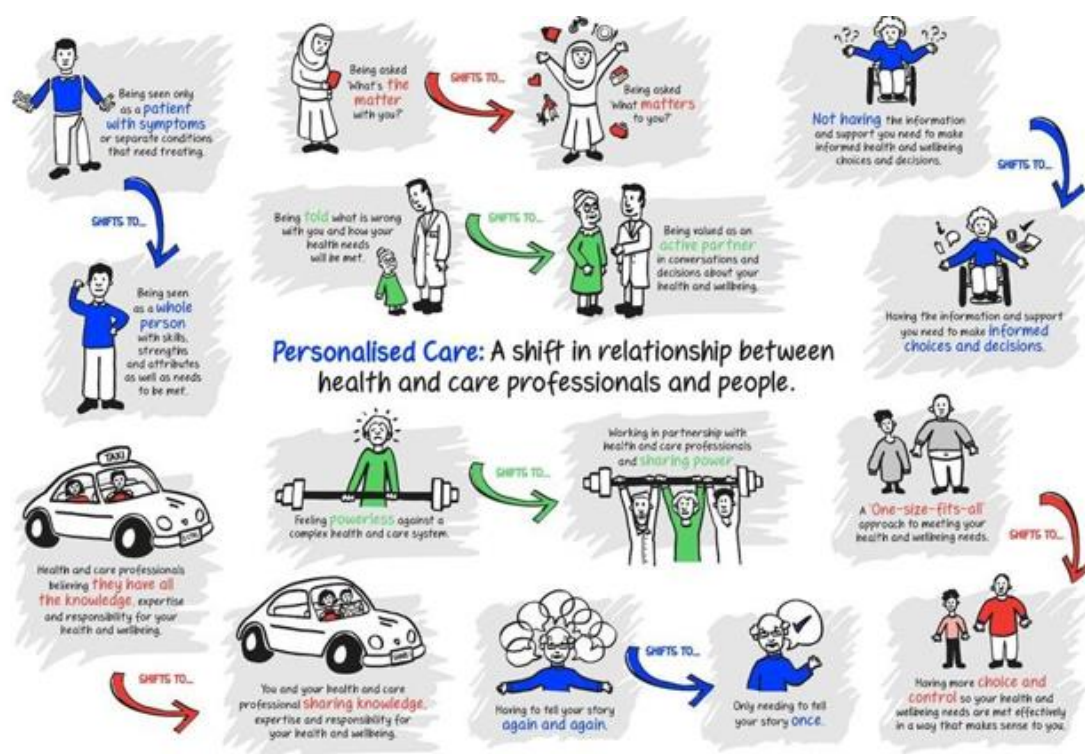 Being seen only
as a patient
with symptoms
or separate conditions
that need treating.
SHIFTS TO...
Being seen
as a whole
person
with skills,
strengths
and attributes
as well as needs
to be met.
Being asked
'What's the
matter
with you?'
SHIFTS TO...
Being asked
'What matters
to you?'
Not having the information
and support you need to make
informed health and wellbeing
choices and decisions.
SHIFTS TO...
Having the information and support
you need to make informed
choices and decisions.
Being told what is wrong
with you and how your
health needs
will be met.
SHIFTS TO...
Being valued as an
active partner
in conversations and
decisions about your
health and wellbeing.
Personalised Care: A shift in relationship between
health and care professionals and people.
TAXI
Health and care professionals
believing they have all
the knowledge, expertise
and responsibility for your
health and wellbeing.
SHIFTS TO...
You and your health and care
professional sharing knowledge,
expertise and responsibility for
your health and wellbeing.
Feeling powerless against a
complex health and care system.
SHIFTS TO...
Working in partnership with
health and care professionals
and sharing power.
Having to tell your story
again and again.
SHIFTS TO...
Only needing to tell
your story once.
A 'One-size-fits-all'
approach to meeting your
health and wellbeing needs.
SHIFTS TO...
Having more choice and
control so your health and
wellbeing needs are met effectively
in a way that makes sense to you.